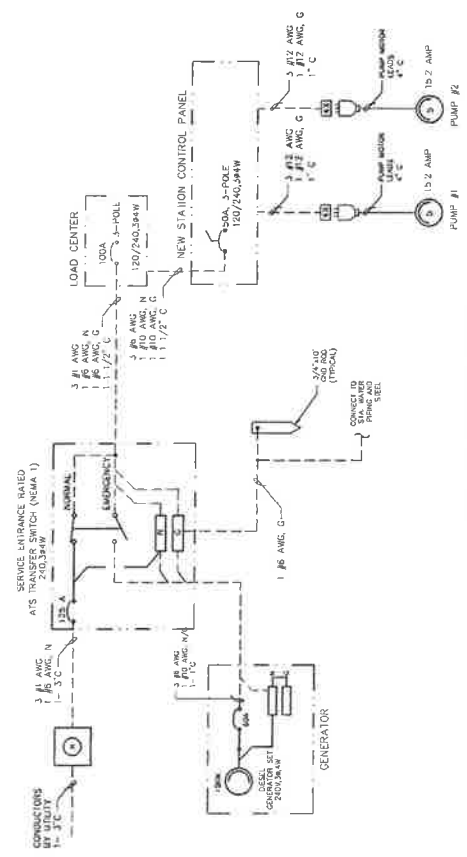 CONDUCTORS
BY UTILITY
1- 3"C
3 #1 AWG
1 #6 AWG, N
1- 3"C
SERVICE ENTRANCE RATED
ATS TRANSFER SWITCH (NEMA 1)
240,3ø4W
125 A
NORMAL
EMERGENCY
N
G
3 #1 AWG
1 #6 AWG, N
1 #6 AWG, G
1 1/2" C
LOAD CENTER
100A
3-POLE
120/240,3ø4W
3 #6 AWG
1 #10 AWG, N
1 #10 AWG, G
1 1/2" C
NEW STATION CONTROL PANEL
50A, 3-POLE
120/240,3ø4W
3 #12 AWG
1 #12 AWG, G
1" C
3 #12 AWG
1 #12 AWG, G
1" C
PUMP MOTOR
LEADS
4" C
PUMP MOTOR
LEADS
4" C
15.2 AMP
15.2 AMP
PUMP #1
PUMP #2
1 #6 AWG, G
3/4"x10'
GND ROD
(TYPICAL)
CONNECT TO
STA. WATER
PIPING AND
STEEL
1 #10 AWG, N/G
1- 1"C
60A
N
G
DIESEL
GENERATOR SET
240V,3ø4W
GENERATOR